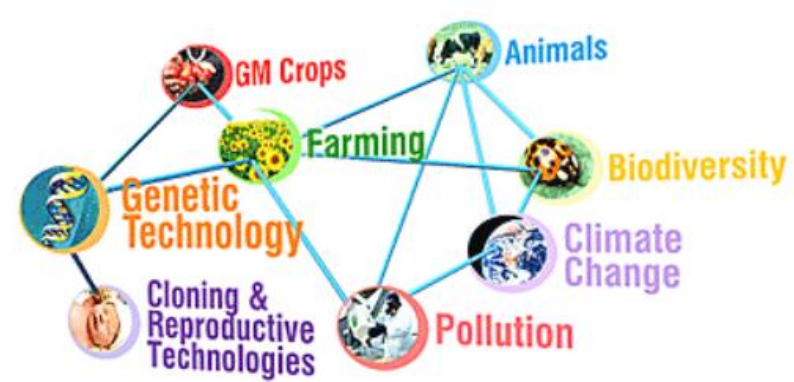 GM Crops
Animals
Farming
Biodiversity
Genetic
Technology
Climate
Change
Cloning &
Reproductive
Technologies
Pollution